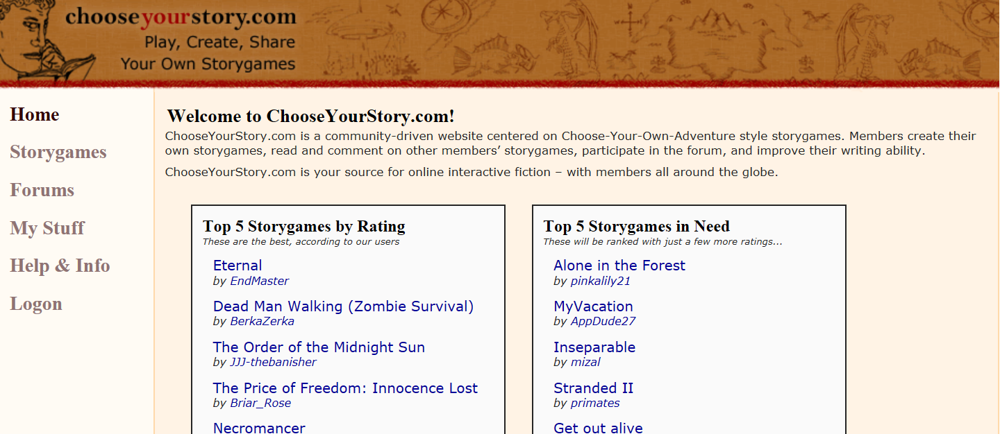 chooseyourstory.com
Play, Create, Share
Your Own Storygames
Home
Storygames
Forums
My Stuff
Help & Info
Logon
Welcome to ChooseYourStory.com!
ChooseYourStory.com is a community-driven website centered on Choose-Your-Own-Adventure style storygames. Members create their
own storygames, read and comment on other members’ storygames, participate in the forum, and improve their writing ability.
ChooseYourStory.com is your source for online interactive fiction – with members all around the globe.
Top 5 Storygames by Rating
These are the best, according to our users
Eternal
by EndMaster
Dead Man Walking (Zombie Survival)
by BerkaZerka
The Order of the Midnight Sun
by JJJ-thebanisher
The Price of Freedom: Innocence Lost
by Briar_Rose
Necromancer
Top 5 Storygames in Need
These will be ranked with just a few more ratings...
Alone in the Forest
by pinkalily21
MyVacation
by AppDude27
Inseparable
by mizal
Stranded II
by primates
Get out alive